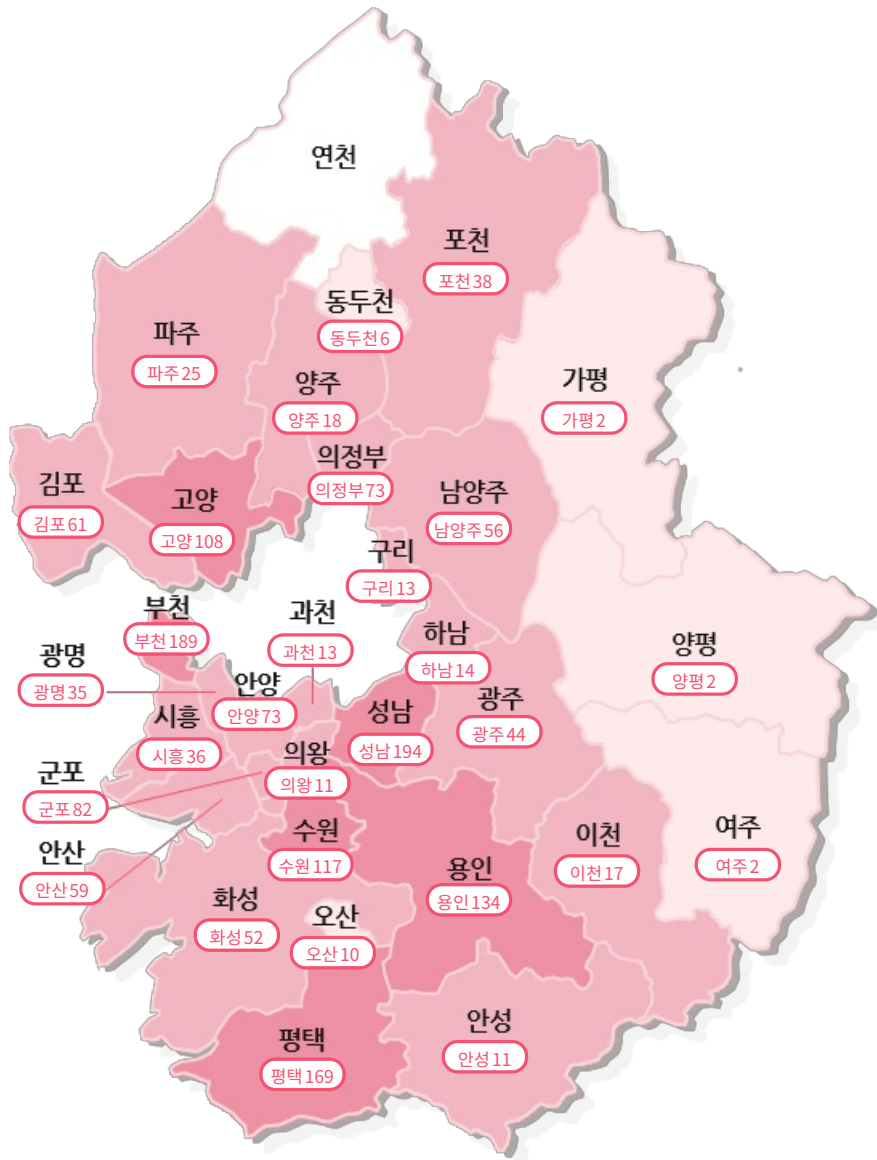 연천
포천
포천38
동두천
동두천6
파주
파주25
양주
양주18
가평
가평2
의정부
의정부73
김포
김포61
고양
고양108
남양주
남양주56
구리
구리13
부천
부천189
과천
과천13
하남
하남14
양평
양평2
광명
광명35
안양
안양73
시흥
시흥36
성남
성남194
광주
광주44
의왕
의왕11
군포
군포82
수원
수원117
이천
이천17
여주
여주2
안산
안산59
용인
용인134
화성
화성52
오산
오산10
안성
안성11
평택
평택169